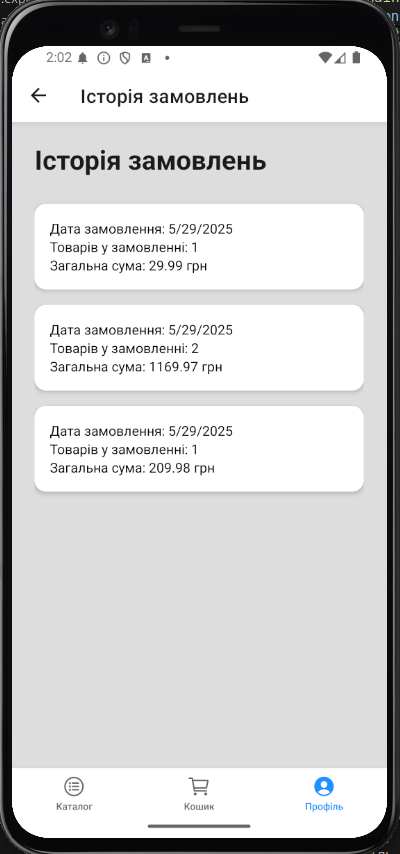 2:02
Історія замовлень
Історія замовлень
Дата замовлення: 5/29/2025
Товарів у замовленні: 1
Загальна сума: 29.99 грн
Дата замовлення: 5/29/2025
Товарів у замовленні: 2
Загальна сума: 1169.97 грн
Дата замовлення: 5/29/2025
Товарів у замовленні: 1
Загальна сума: 209.98 грн
Каталог
Кошик
Профіль